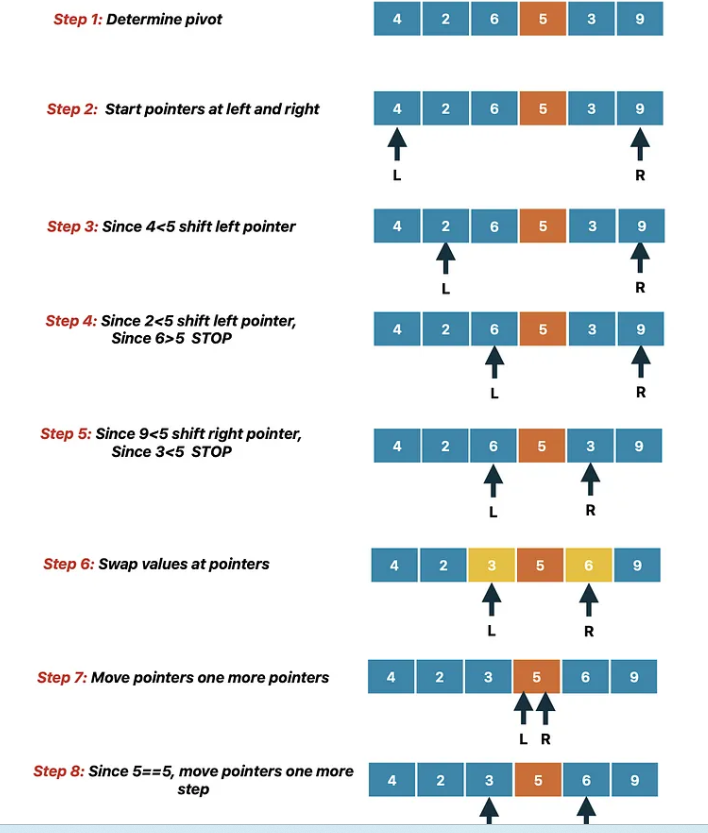 Step 1: Determine pivot
4 2 6 5 3 9
Step 2: Start pointers at left and right
4 2 6 5 3 9
L R
Step 3: Since 4<5 shift left pointer
4 2 6 5 3 9
L R
Step 4: Since 2<5 shift left pointer,
Since 6>5 STOP
4 2 6 5 3 9
L R
Step 5: Since 9<5 shift right pointer,
Since 3<5 STOP
4 2 6 5 3 9
L R
Step 6: Swap values at pointers
4 2 3 5 6 9
L R
Step 7: Move pointers one more pointers
4 2 3 5 6 9
L R
Step 8: Since 5==5, move pointers one more
step
4 2 3 5 6 9